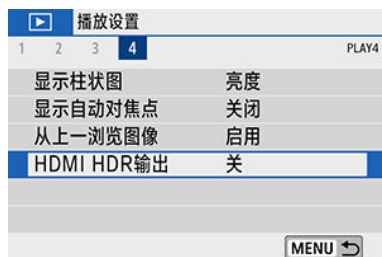 播放设置
1 2 3 4 PLAY4
显示柱状图 亮度
显示自动对焦点 关闭
从上一浏览图像 启用
HDMI HDR输出 关
MENU